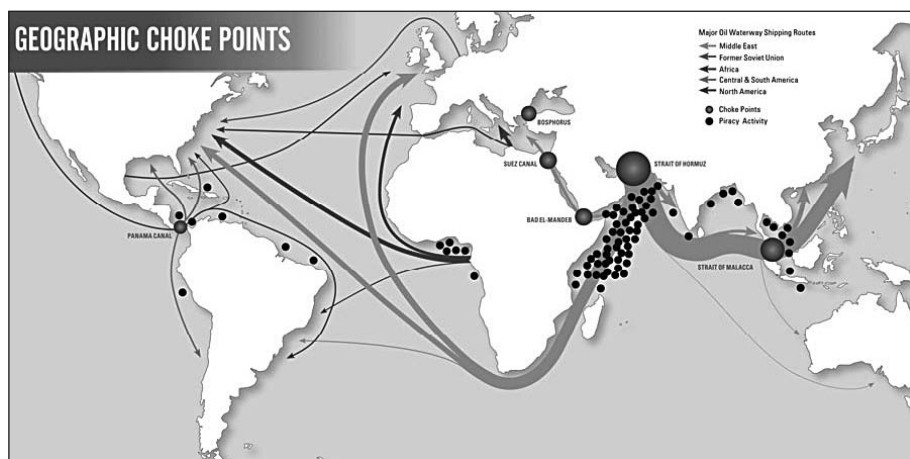 GEOGRAPHIC CHOKE POINTS
Major Oil Waterway Shipping Routes
Middle East
Former Soviet Union
Africa
Central & South America
North America
Choke Points
Piracy Activity
BOSPHORUS
SUEZ CANAL
STRAIT OF HORMUZ
BAD EL-MANDEB
PANAMA CANAL
STRAIT OF MALACCA